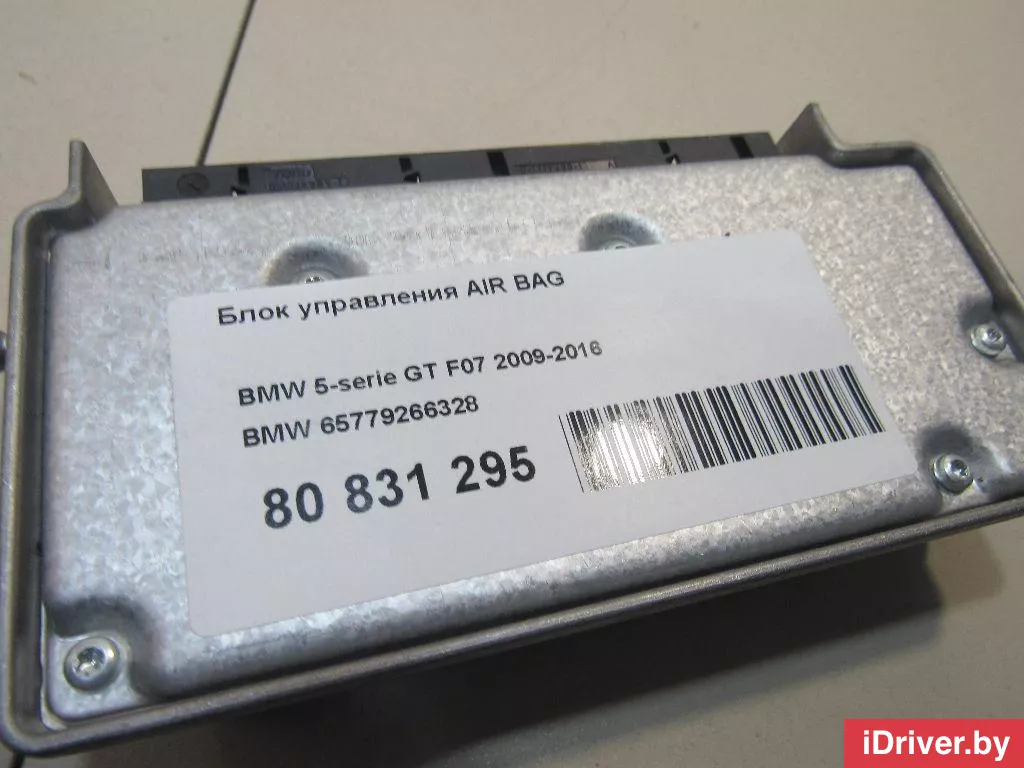 Блок управления AIR BAG
BMW 5-serie GT F07 2009-2016
BMW 65779266328
80 831 295
iDriver.by